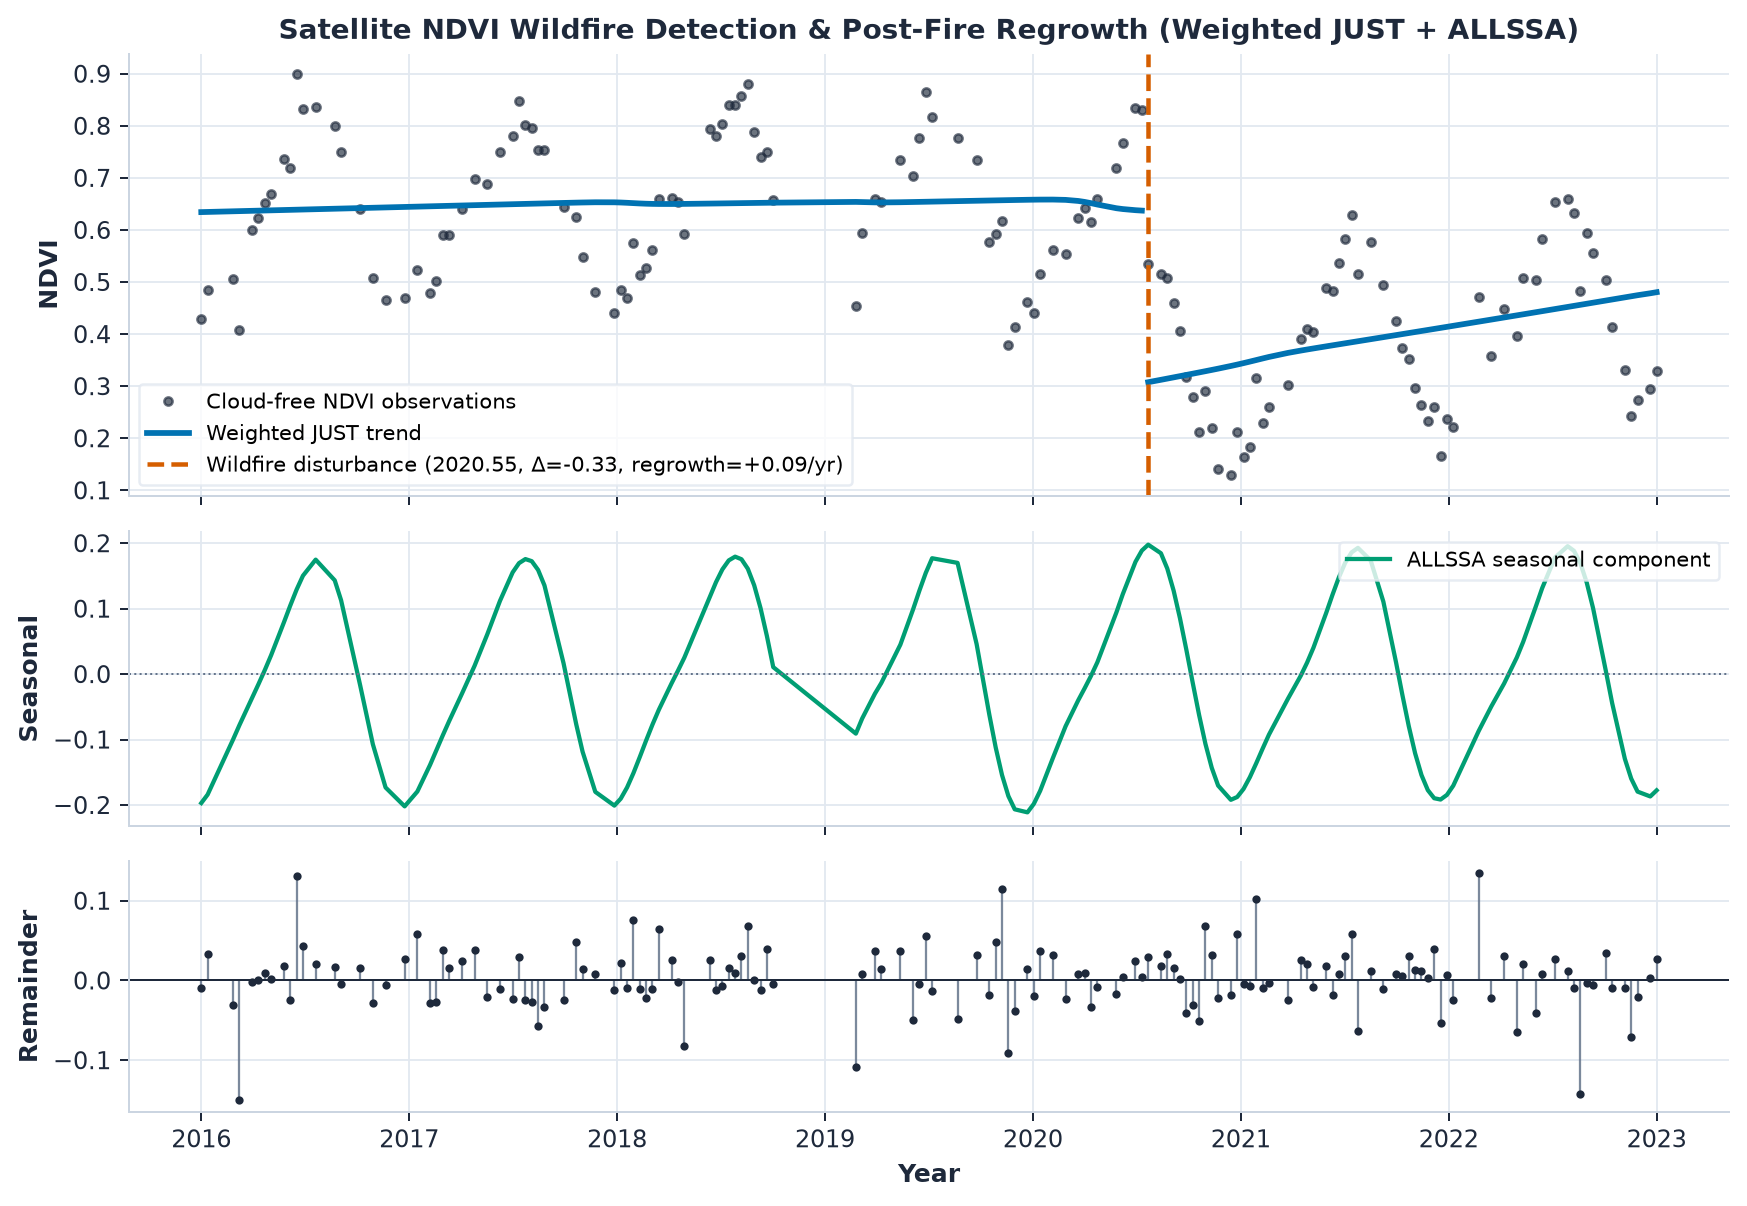 Satellite NDVI Wildfire Detection & Post-Fire Regrowth (Weighted JUST + ALLSSA)
NDVI
0.9
0.8
0.7
0.6
0.5
0.4
0.3
0.2
0.1
Cloud-free NDVI observations
Weighted JUST trend
Wildfire disturbance (2020.55, Δ=-0.33, regrowth=+0.09/yr)
Seasonal
0.2
0.1
0.0
−0.1
−0.2
ALLSSA seasonal component
Remainder
0.1
0.0
−0.1
2016 2017 2018 2019 2020 2021 2022 2023
Year